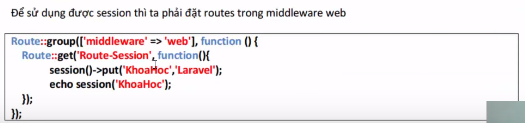 Để sử dụng được session thì ta phải đặt routes trong middleware web
Route::group(['middleware' => 'web'], function () {
Route::get('Route-Session', function(){
session()->put('KhoaHoc','Laravel');
echo session('KhoaHoc');
});
});